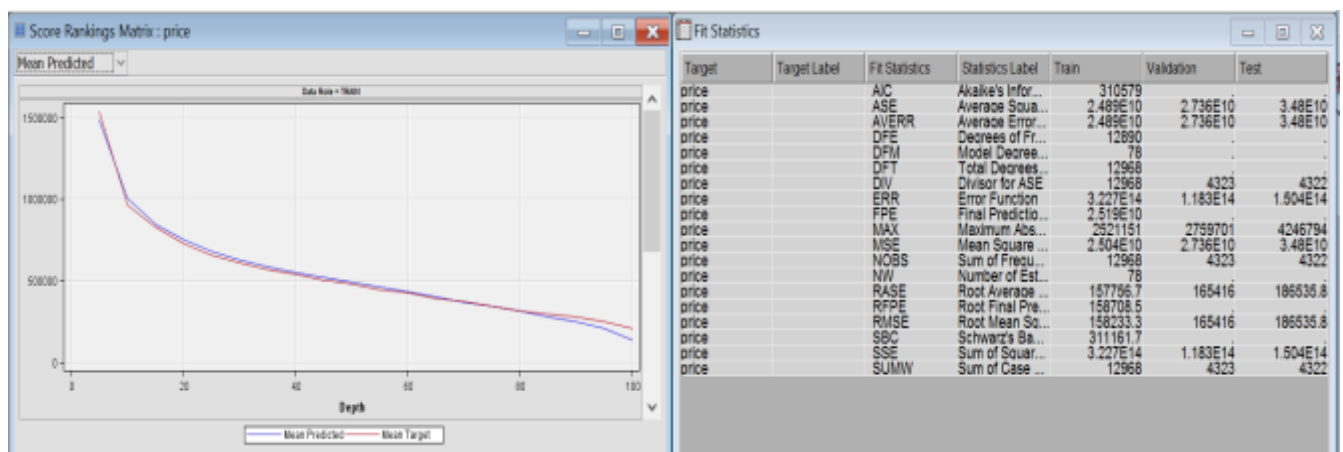 Score Rankings Matrix : price
Mean Predicted
Data Role = TRAIN
1500000
1000000
500000
0
0 20 40 60 80 100
Depth
Mean Predicted Mean Target
Fit Statistics
Target Target Label Fit Statistics Statistics Label Train Validation Test
price AIC Akaike's Infor... 310579 . .
price ASE Average Squa... 2.489E10 2.736E10 3.48E10
price AVERR Average Error... 2.489E10 2.736E10 3.48E10
price DFE Degrees of Fr... 12890 . .
price DFM Model Degree... 78 . .
price DFT Total Degrees... 12968 . .
price DIV Divisor for ASE 12968 4323 4322
price ERR Error Function 3.227E14 1.183E14 1.504E14
price FPE Final Predictio... 2.519E10 . .
price MAX Maximum Abs... 2521151 2759701 4246794
price MSE Mean Square ... 2.504E10 2.736E10 3.48E10
price NOBS Sum of Frequ... 12968 4323 4322
price NW Number of Est... 78 . .
price RASE Root Average ... 157756.7 165416 186535.8
price RFPE Root Final Pre... 158708.5 . .
price RMSE Root Mean Sq... 158233.3 165416 186535.8
price SBC Schwarz's Ba... 311161.7 . .
price SSE Sum of Squar... 3.227E14 1.183E14 1.504E14
price SUMW Sum of Case ... 12968 4323 4322